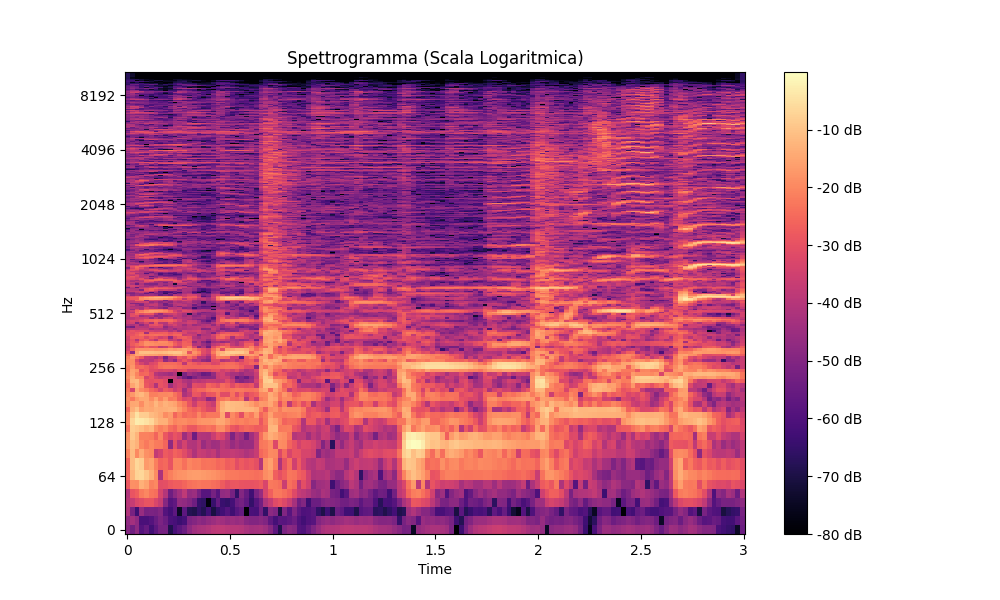 Spettrogramma (Scala Logaritmica)
8192
4096
2048
1024
512
256
128
64
0
Hz
0 0.5 1 1.5 2 2.5 3
Time
-10 dB
-20 dB
-30 dB
-40 dB
-50 dB
-60 dB
-70 dB
-80 dB